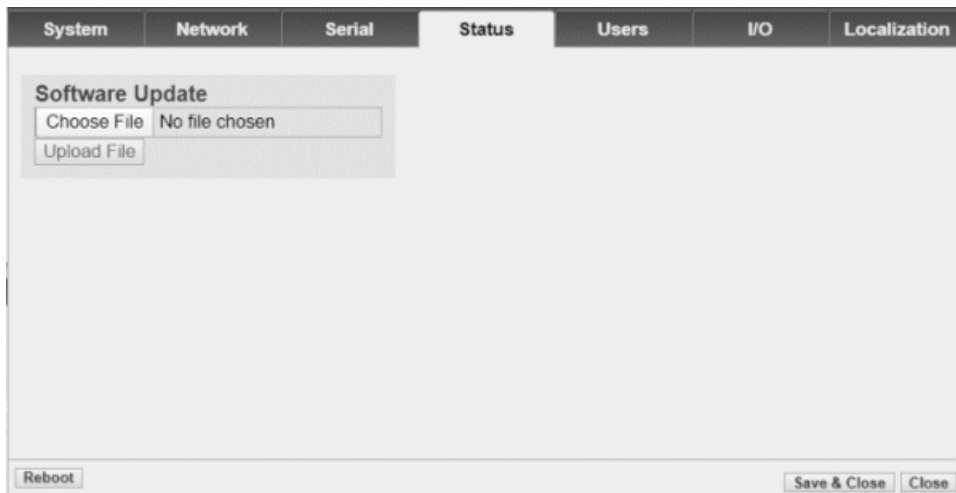 System Network Serial Status Users I/O Localization
Software Update
Choose File No file chosen
Upload File
Reboot Save & Close Close